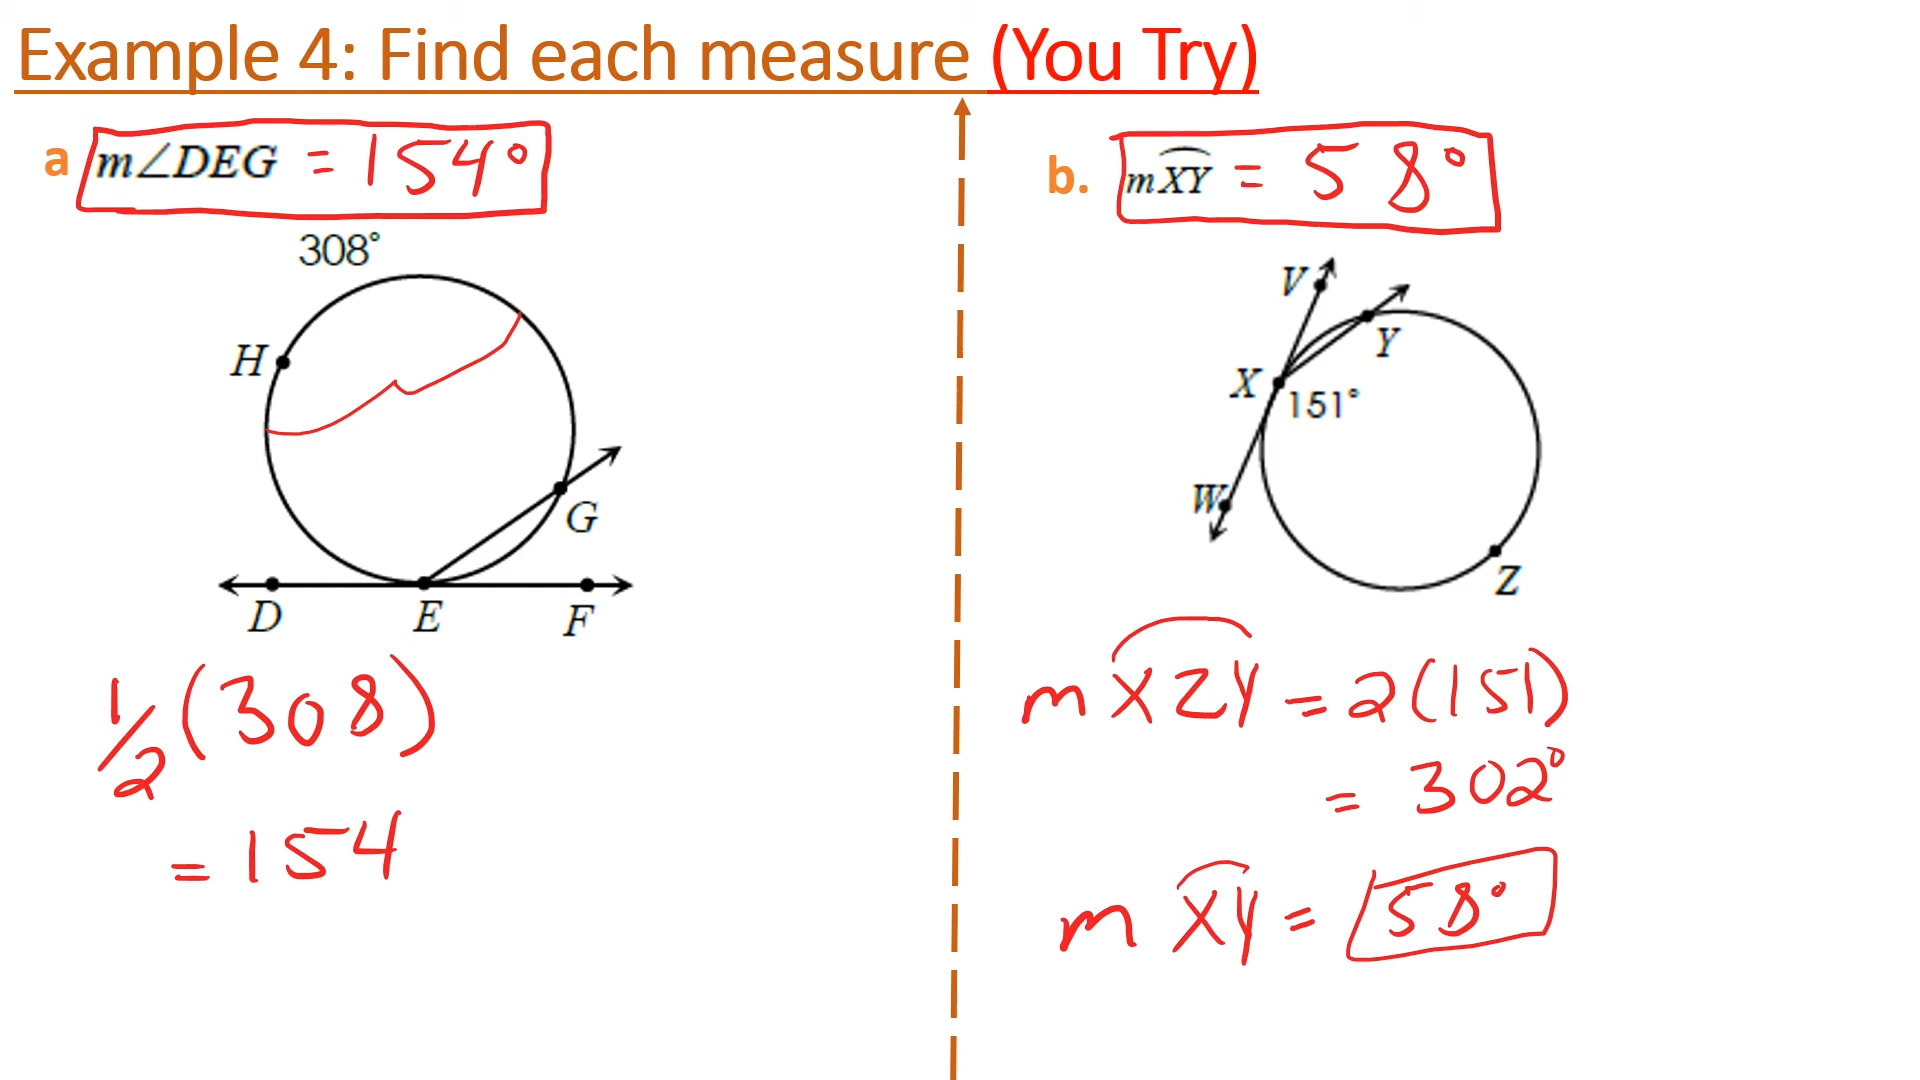 Example 4: Find each measure (You Try)
a m∠DEG = 154°
308°
H
G
D E F
1/2 (308)
= 154
b. mXY = 58°
V
Y
X
151°
W
Z
mXZY = 2(151)
= 302°
mXY = 58°